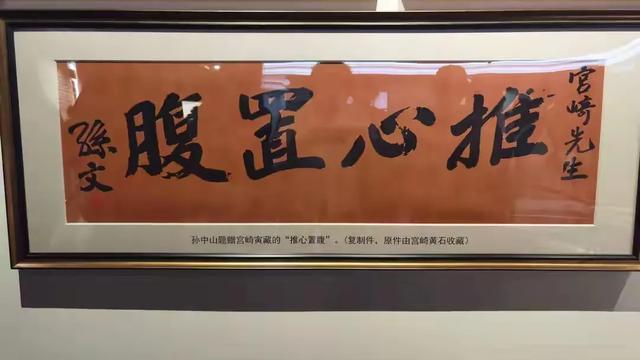 宫崎先生
推心置腹
孫文
孙中山题赠宫崎寅藏的“推心置腹”。（复制件、原件由宫崎黄石收藏）